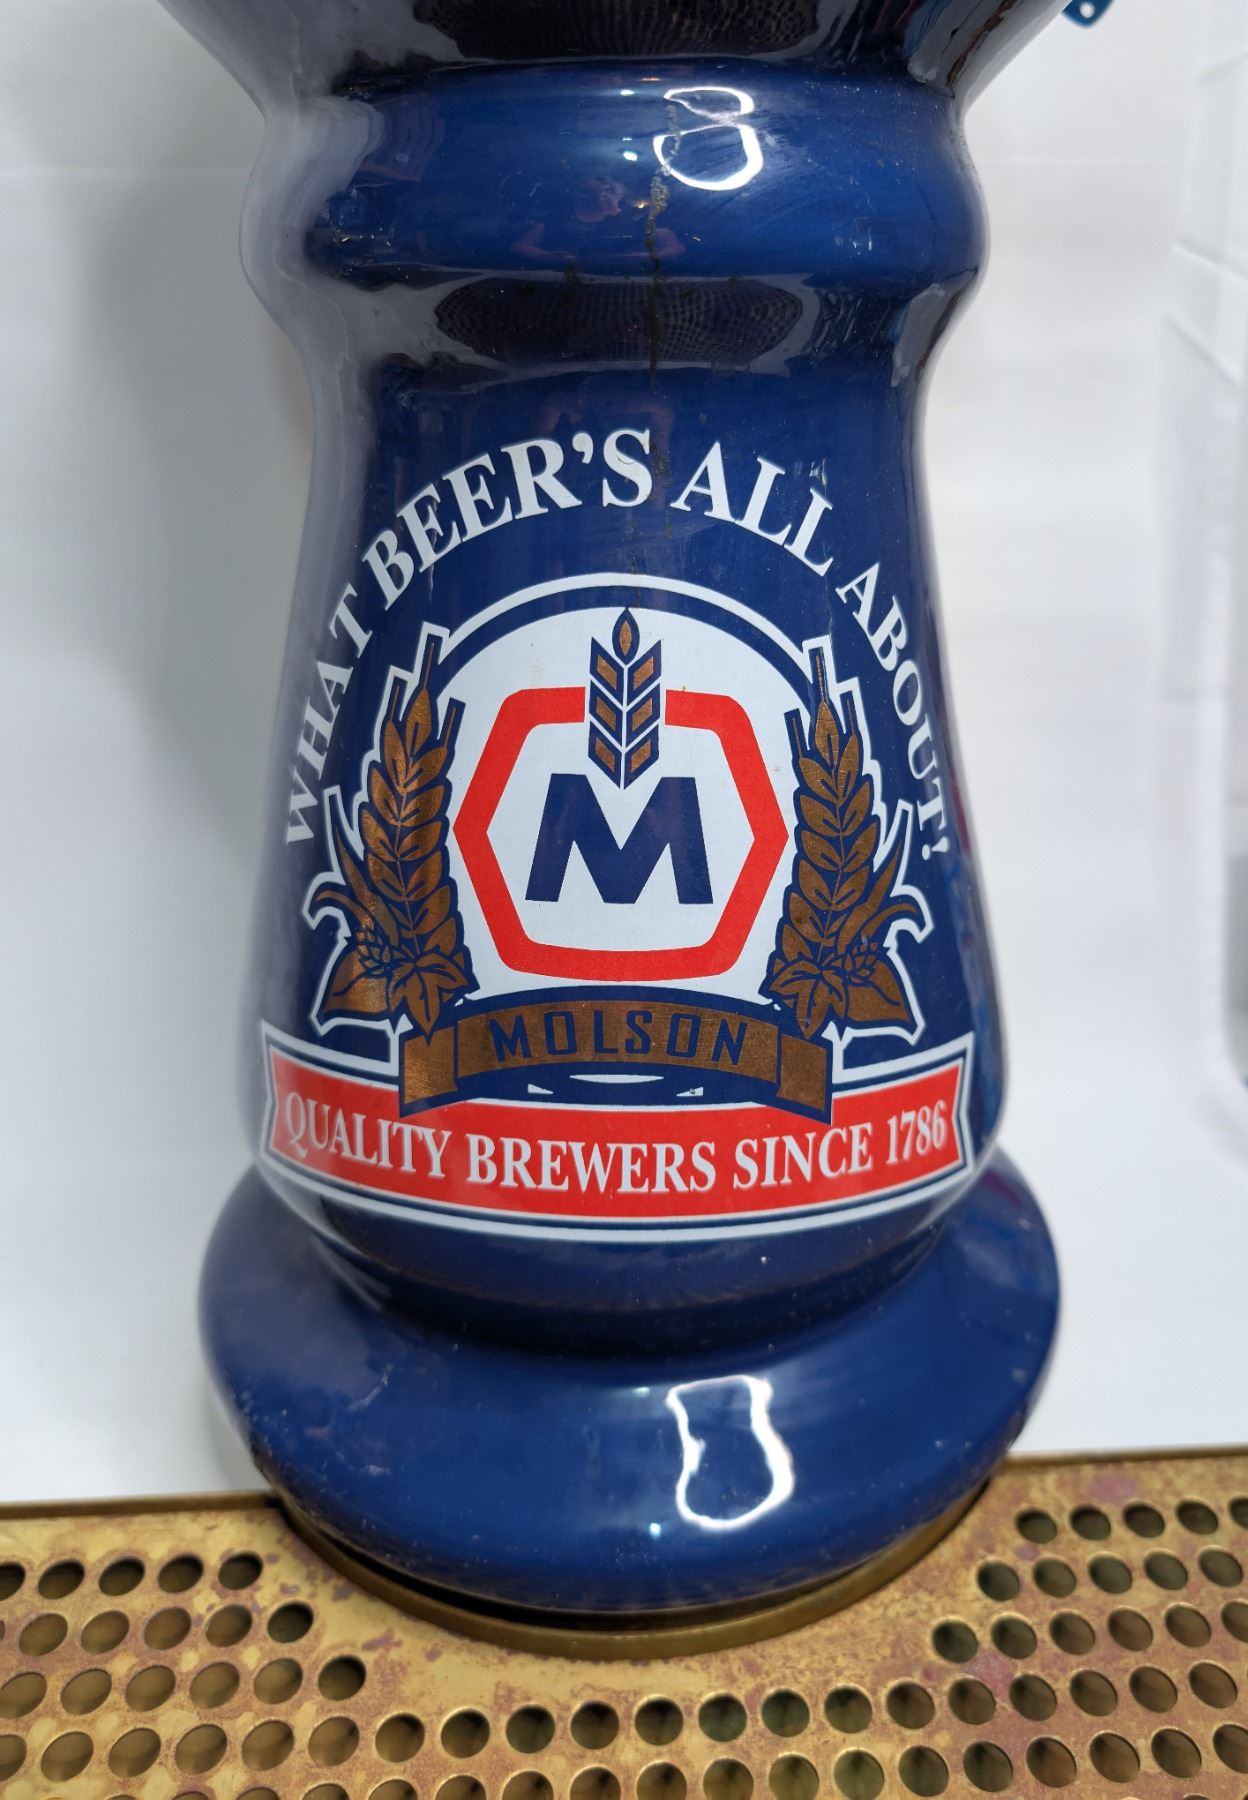 WHAT BEER'S ALL ABOUT!
M
MOLSON
QUALITY BREWERS SINCE 1786